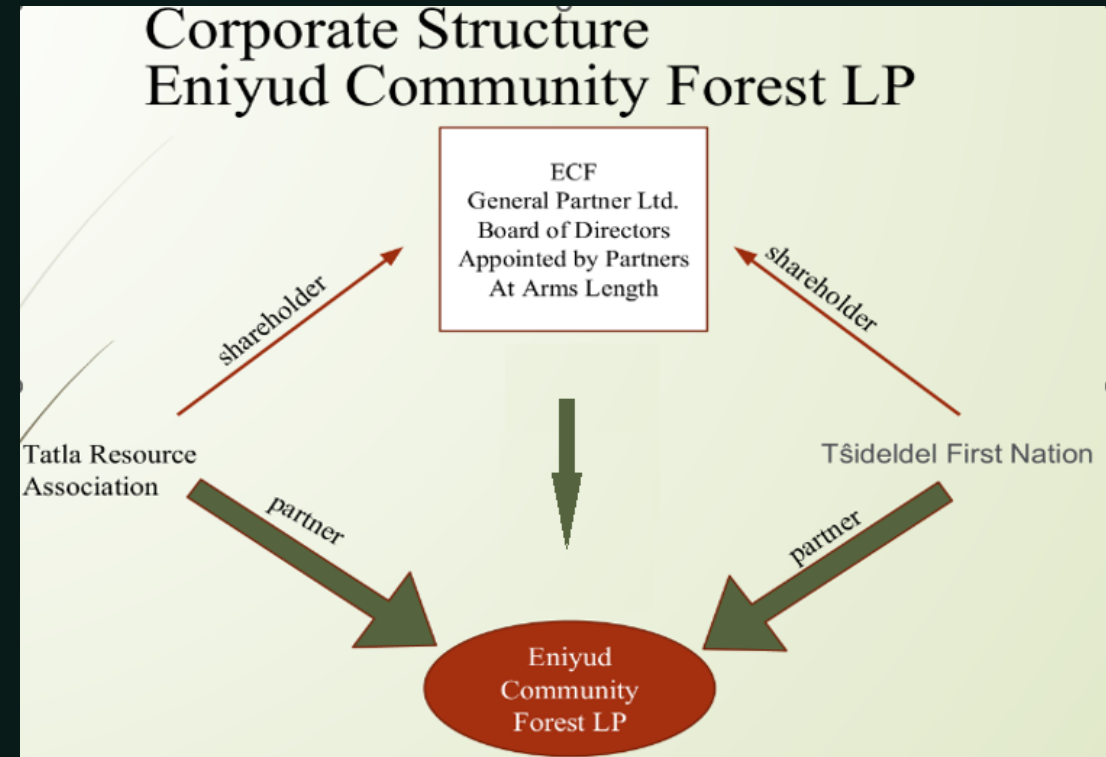 Corporate Structure
Eniyud Community Forest LP
ECF
General Partner Ltd.
Board of Directors
Appointed by Partners
At Arms Length
shareholder
shareholder
Tatla Resource
Association
Tŝideldel First Nation
partner
partner
Eniyud
Community
Forest LP